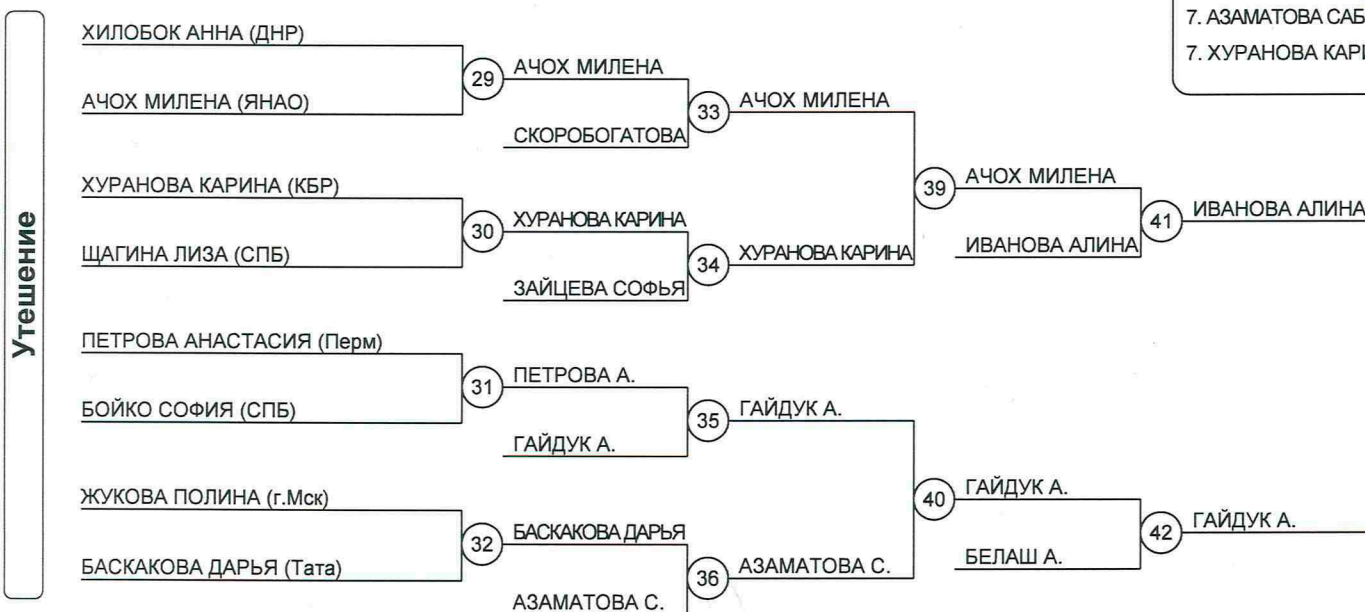 7. АЗАМАТОВА САБ
7. ХУРАНОВА КАРИ
Утешение
ХИЛОБОК АННА (ДНР)
АЧОХ МИЛЕНА (ЯНАО)
29
АЧОХ МИЛЕНА
СКОРОБОГАТОВА
33
АЧОХ МИЛЕНА
ХУРАНОВА КАРИНА (КБР)
ЩАГИНА ЛИЗА (СПБ)
30
ХУРАНОВА КАРИНА
ЗАЙЦЕВА СОФЬЯ
34
ХУРАНОВА КАРИНА
39
АЧОХ МИЛЕНА
ИВАНОВА АЛИНА
41
ИВАНОВА АЛИНА
ПЕТРОВА АНАСТАСИЯ (Перм)
БОЙКО СОФИЯ (СПБ)
31
ПЕТРОВА А.
ГАЙДУК А.
35
ГАЙДУК А.
ЖУКОВА ПОЛИНА (г.Мск)
БАСКАКОВА ДАРЬЯ (Тата)
32
БАСКАКОВА ДАРЬЯ
АЗАМАТОВА С.
36
АЗАМАТОВА С.
40
ГАЙДУК А.
БЕЛАШ А.
42
ГАЙДУК А.